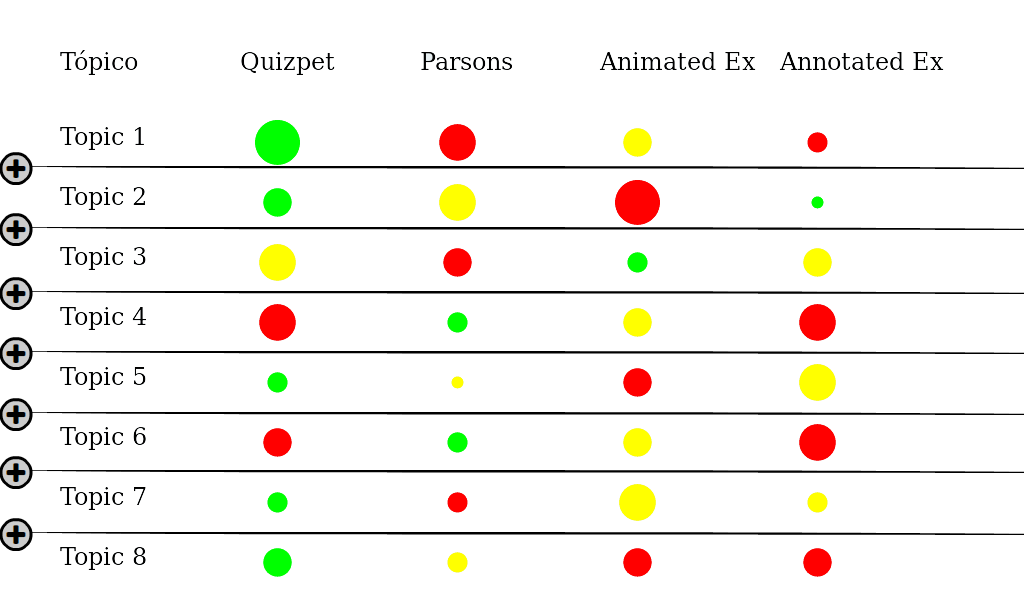 Tópico Quizpet Parsons Animated Ex Annotated Ex
Topic 1
Topic 2
Topic 3
Topic 4
Topic 5
Topic 6
Topic 7
Topic 8